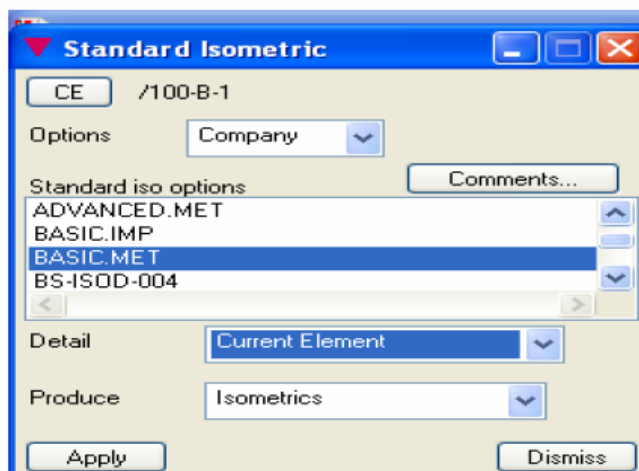 Standard Isometric
CE /100-B-1
Options Company
Comments...
Standard iso options
ADVANCED.MET
BASIC.IMP
BASIC.MET
BS-ISOD-004
Detail Current Element
Produce Isometrics
Apply Dismiss